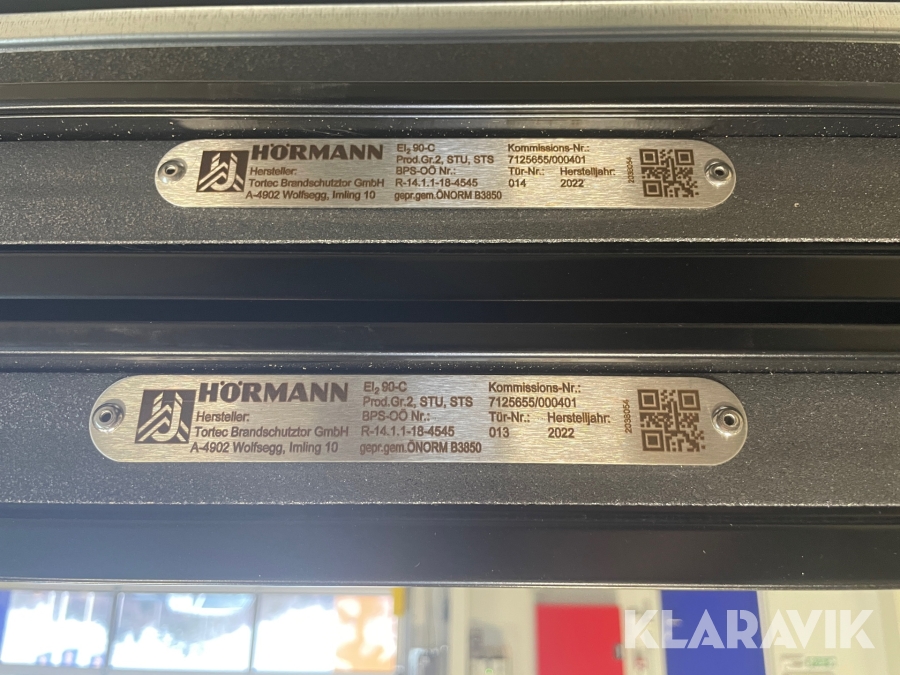 HÖRMANN
Hersteller:
Tortec Brandschutztor GmbH
A-4902 Wolfsegg, Imling 10
EI₂ 90-C
Prod.Gr.2, STU, STS
BPS-OÖ Nr.:
R-14.1.1-18-4545
gepr.gem.ÖNORM B3850
Kommissions-Nr.:
7125655/000401
Tür-Nr.: Herstelljahr:
014 2022
2038054
HÖRMANN
Hersteller:
Tortec Brandschutztor GmbH
A-4902 Wolfsegg, Imling 10
EI₂ 90-C
Prod.Gr.2, STU, STS
BPS-OÖ Nr.:
R-14.1.1-18-4545
gepr.gem.ÖNORM B3850
Kommissions-Nr.:
7125655/000401
Tür-Nr.: Herstelljahr:
013 2022
2038054
KLARAVIK